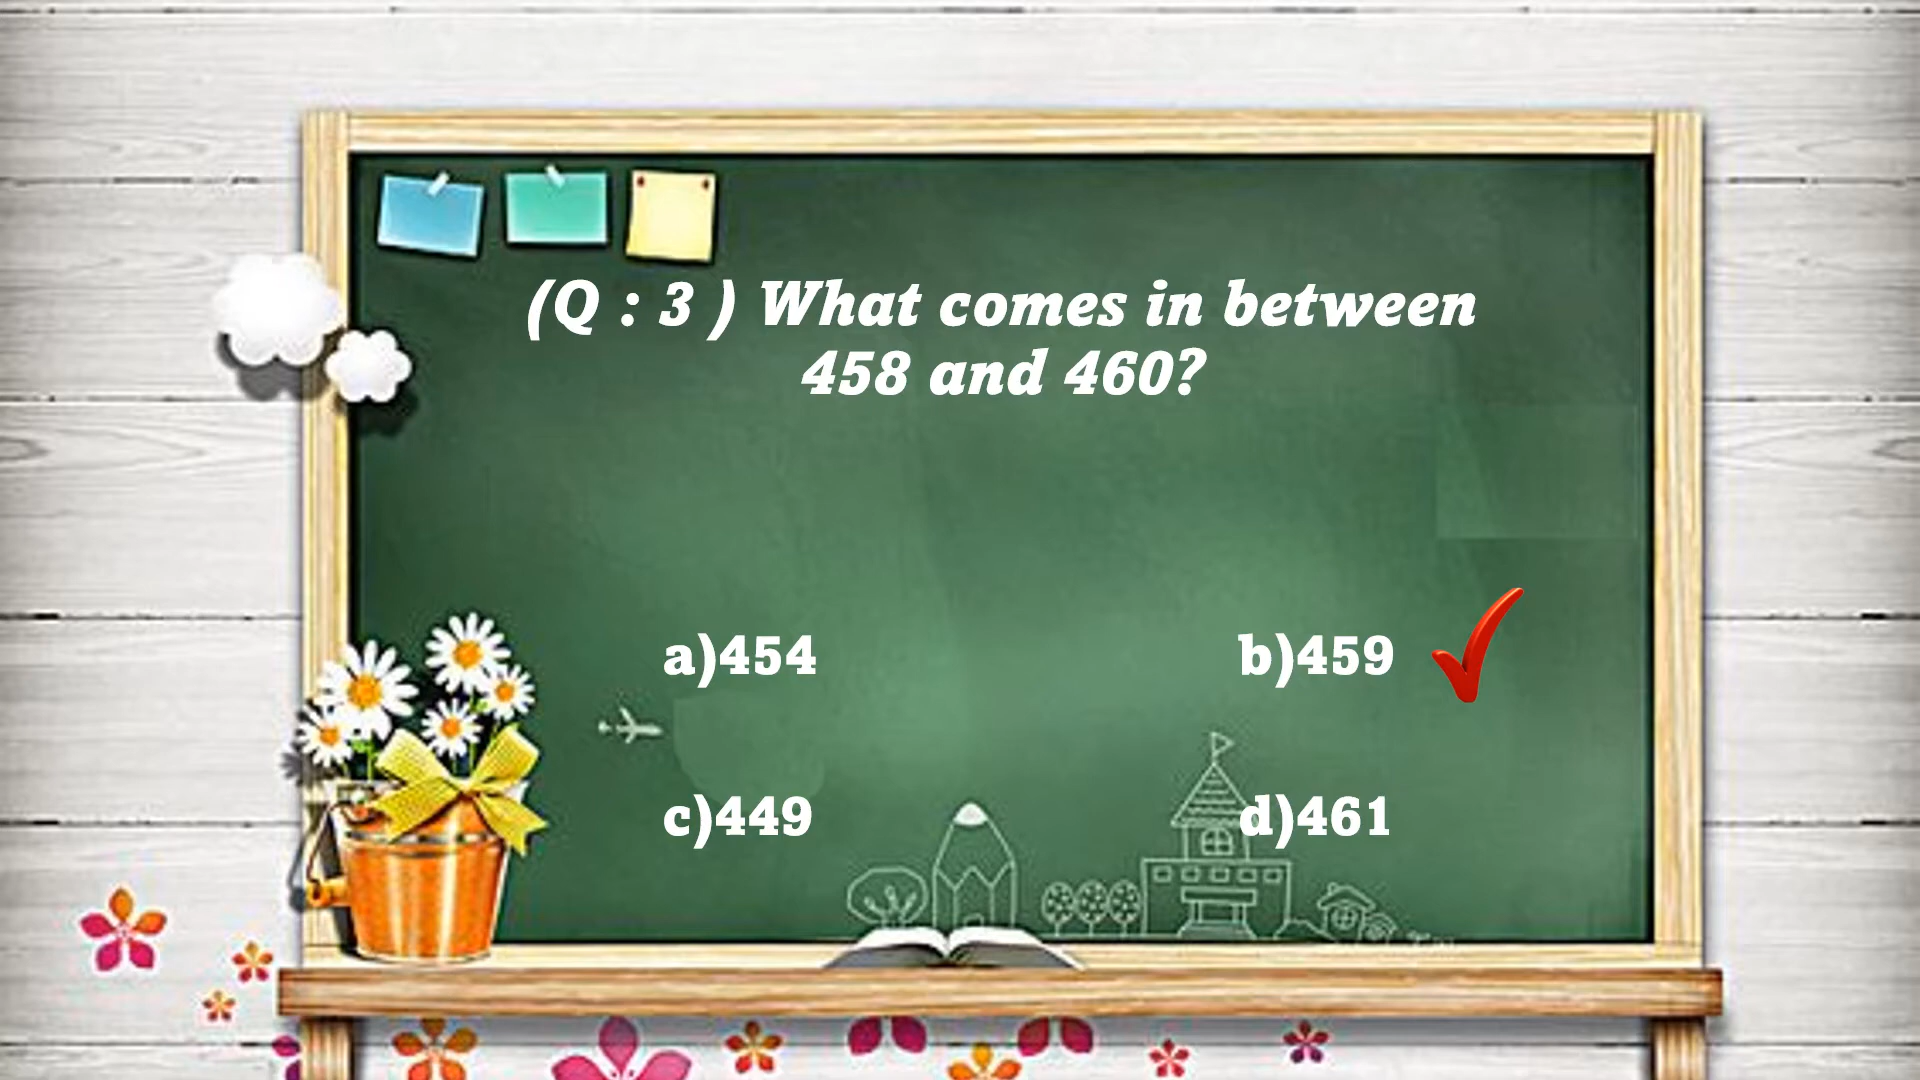 (Q : 3 ) What comes in between
458 and 460?
a)454
b)459
c)449
d)461